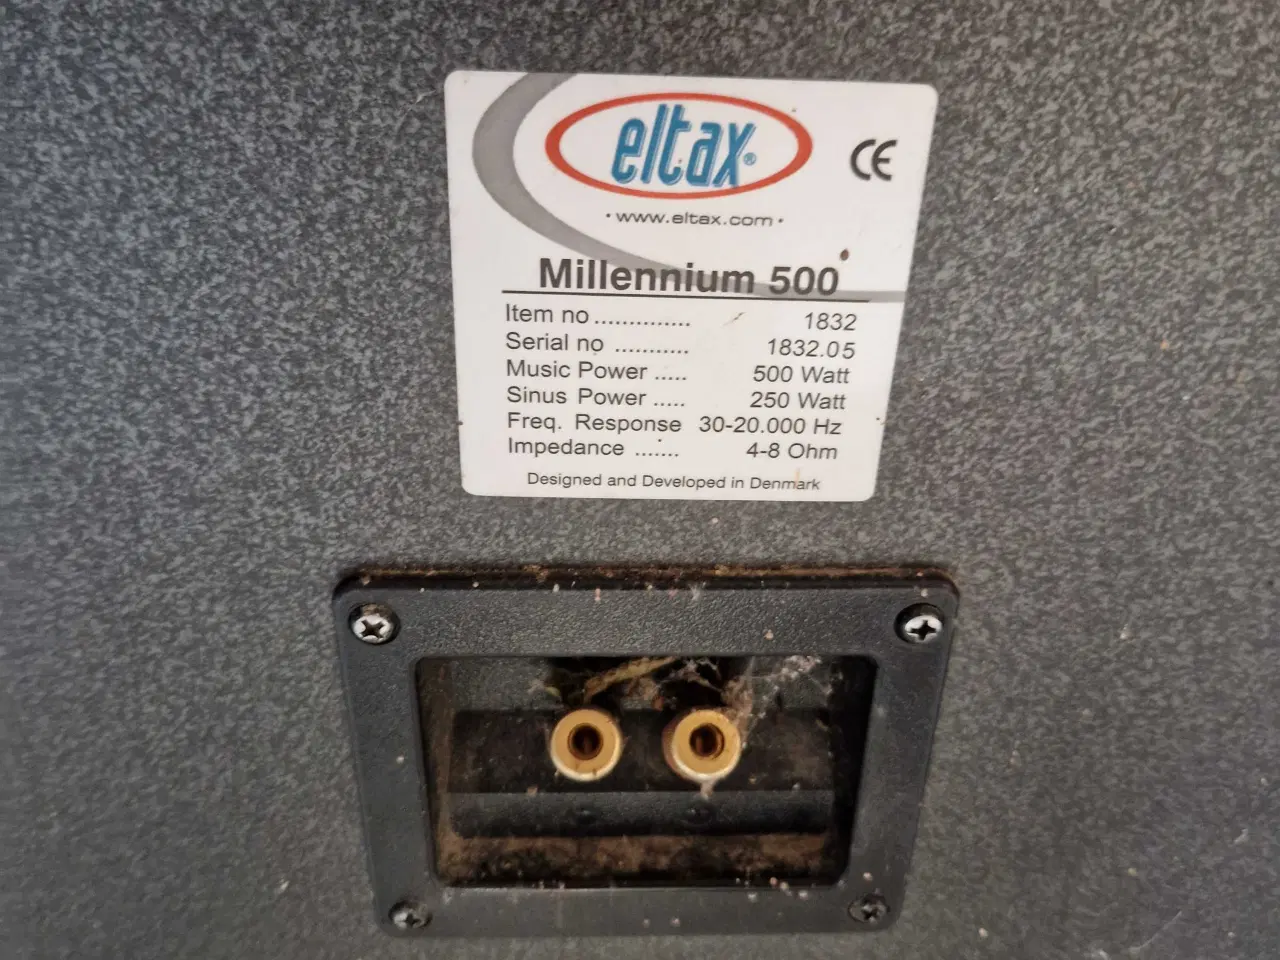 eltax®
CE
• www.eltax.com •
Millennium 500
Item no .............. 1832
Serial no ........... 1832.05
Music Power ..... 500 Watt
Sinus Power ..... 250 Watt
Freq. Response 30-20.000 Hz
Impedance ....... 4-8 Ohm
Designed and Developed in Denmark